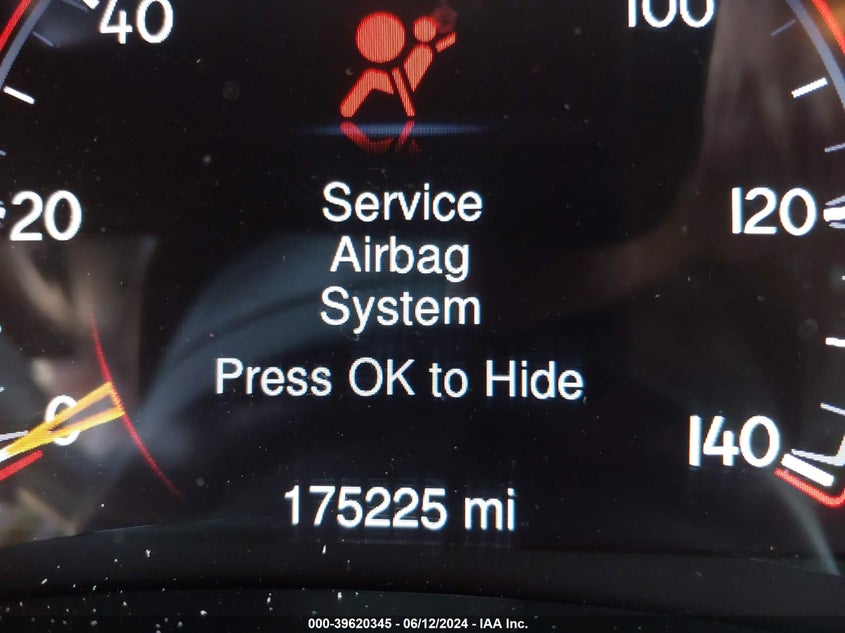 40
100
20
120
Service
Airbag
System
Press OK to Hide
0
140
175225 mi
000-39620345 - 06/12/2024 - IAA Inc.